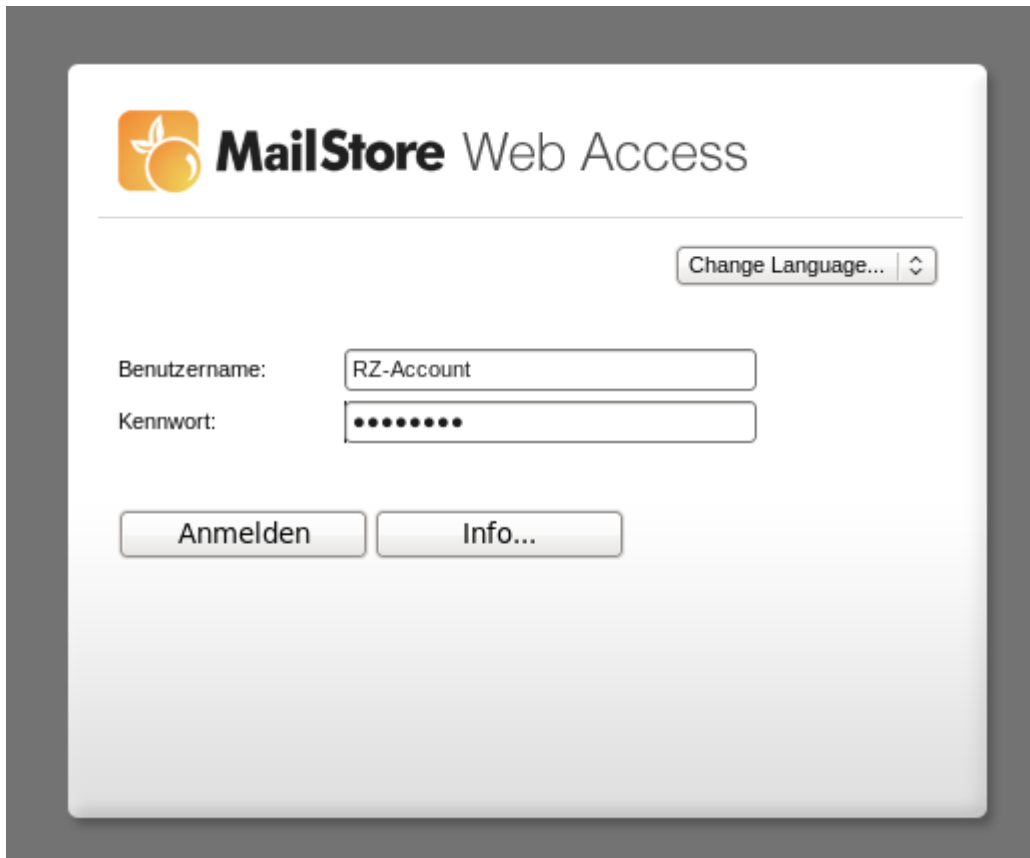 MailStore Web Access
Change Language...
Benutzername: RZ-Account
Kennwort: ••••••••
Anmelden Info...